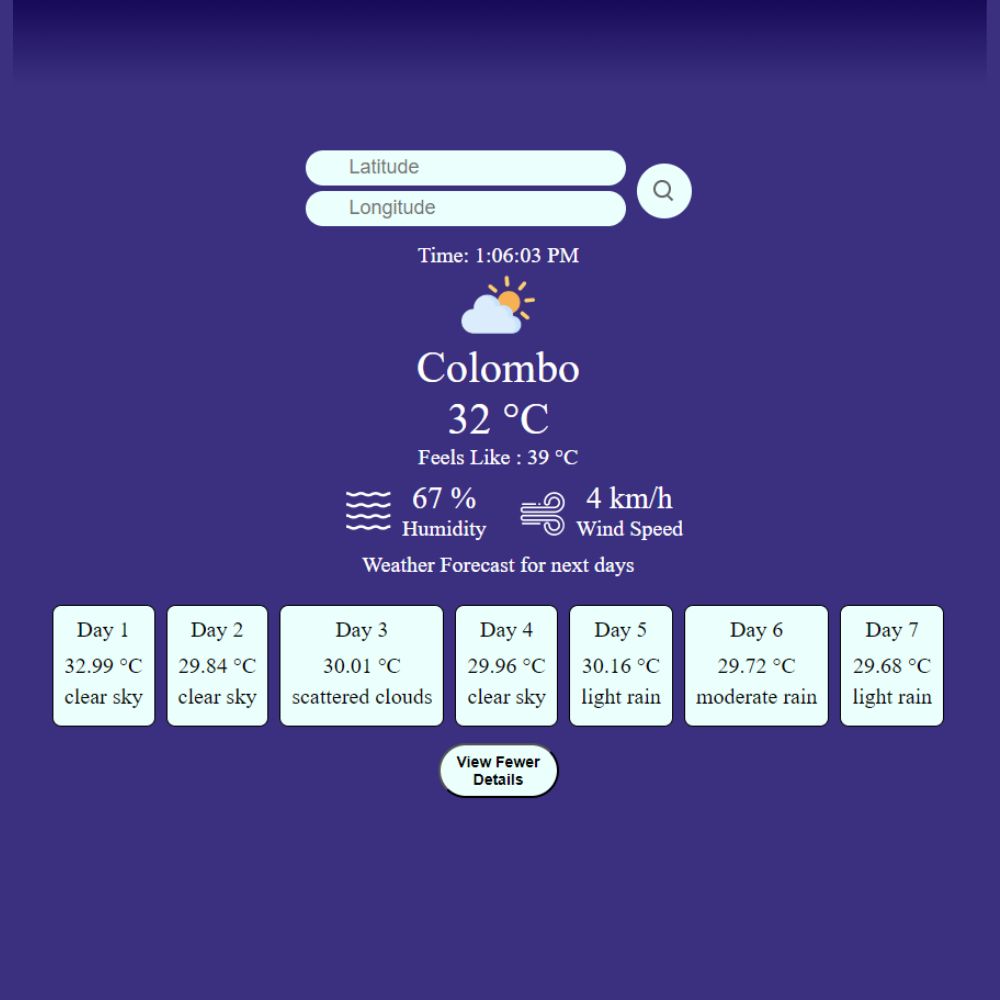 Latitude
Longitude
Time: 1:06:03 PM
Colombo
32 °C
Feels Like : 39 °C
67 %
Humidity
4 km/h
Wind Speed
Weather Forecast for next days
Day 1
32.99 °C
clear sky
Day 2
29.84 °C
clear sky
Day 3
30.01 °C
scattered clouds
Day 4
29.96 °C
clear sky
Day 5
30.16 °C
light rain
Day 6
29.72 °C
moderate rain
Day 7
29.68 °C
light rain
View Fewer
Details